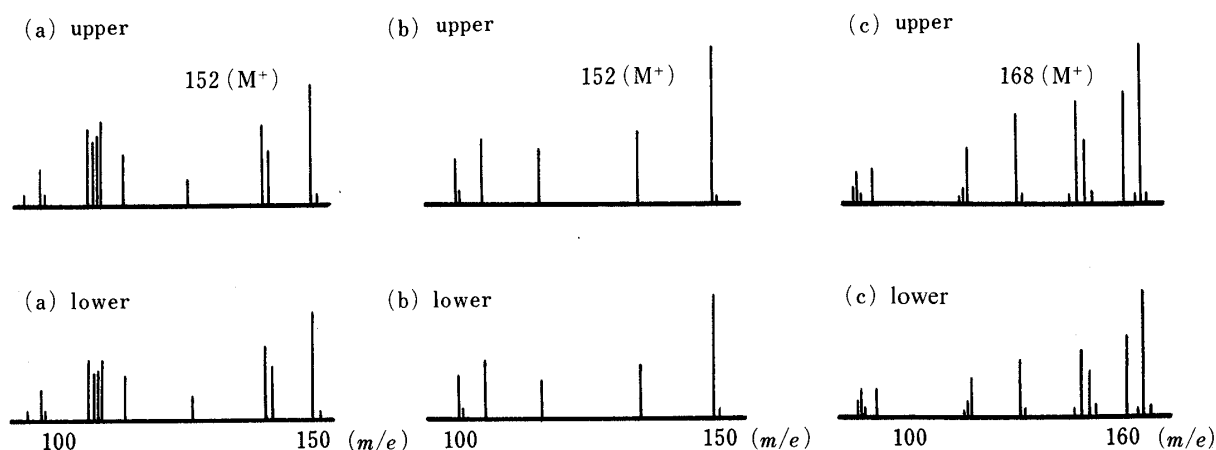 (a) upper
(b) upper
(c) upper
152 (M⁺)
152 (M⁺)
168 (M⁺)
(a) lower
(b) lower
(c) lower
100 150 (m/e)
100 150 (m/e)
100 160 (m/e)